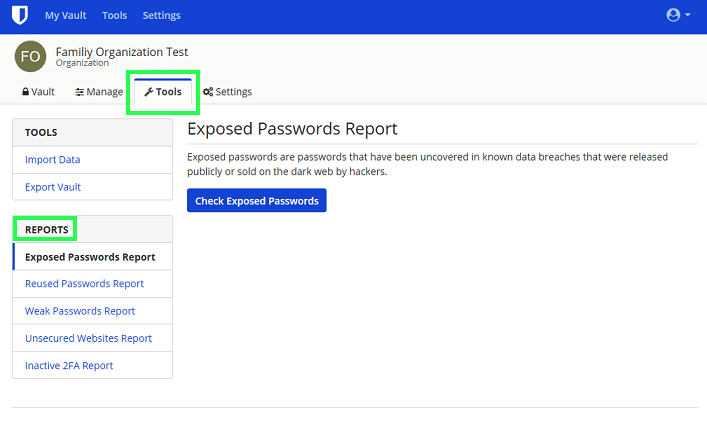 My Vault Tools Settings
FO
Familiy Organization Test
Organization
Vault Manage Tools Settings
TOOLS
Import Data
Export Vault
REPORTS
Exposed Passwords Report
Reused Passwords Report
Weak Passwords Report
Unsecured Websites Report
Inactive 2FA Report
Exposed Passwords Report
Exposed passwords are passwords that have been uncovered in known data breaches that were released
publicly or sold on the dark web by hackers.
Check Exposed Passwords